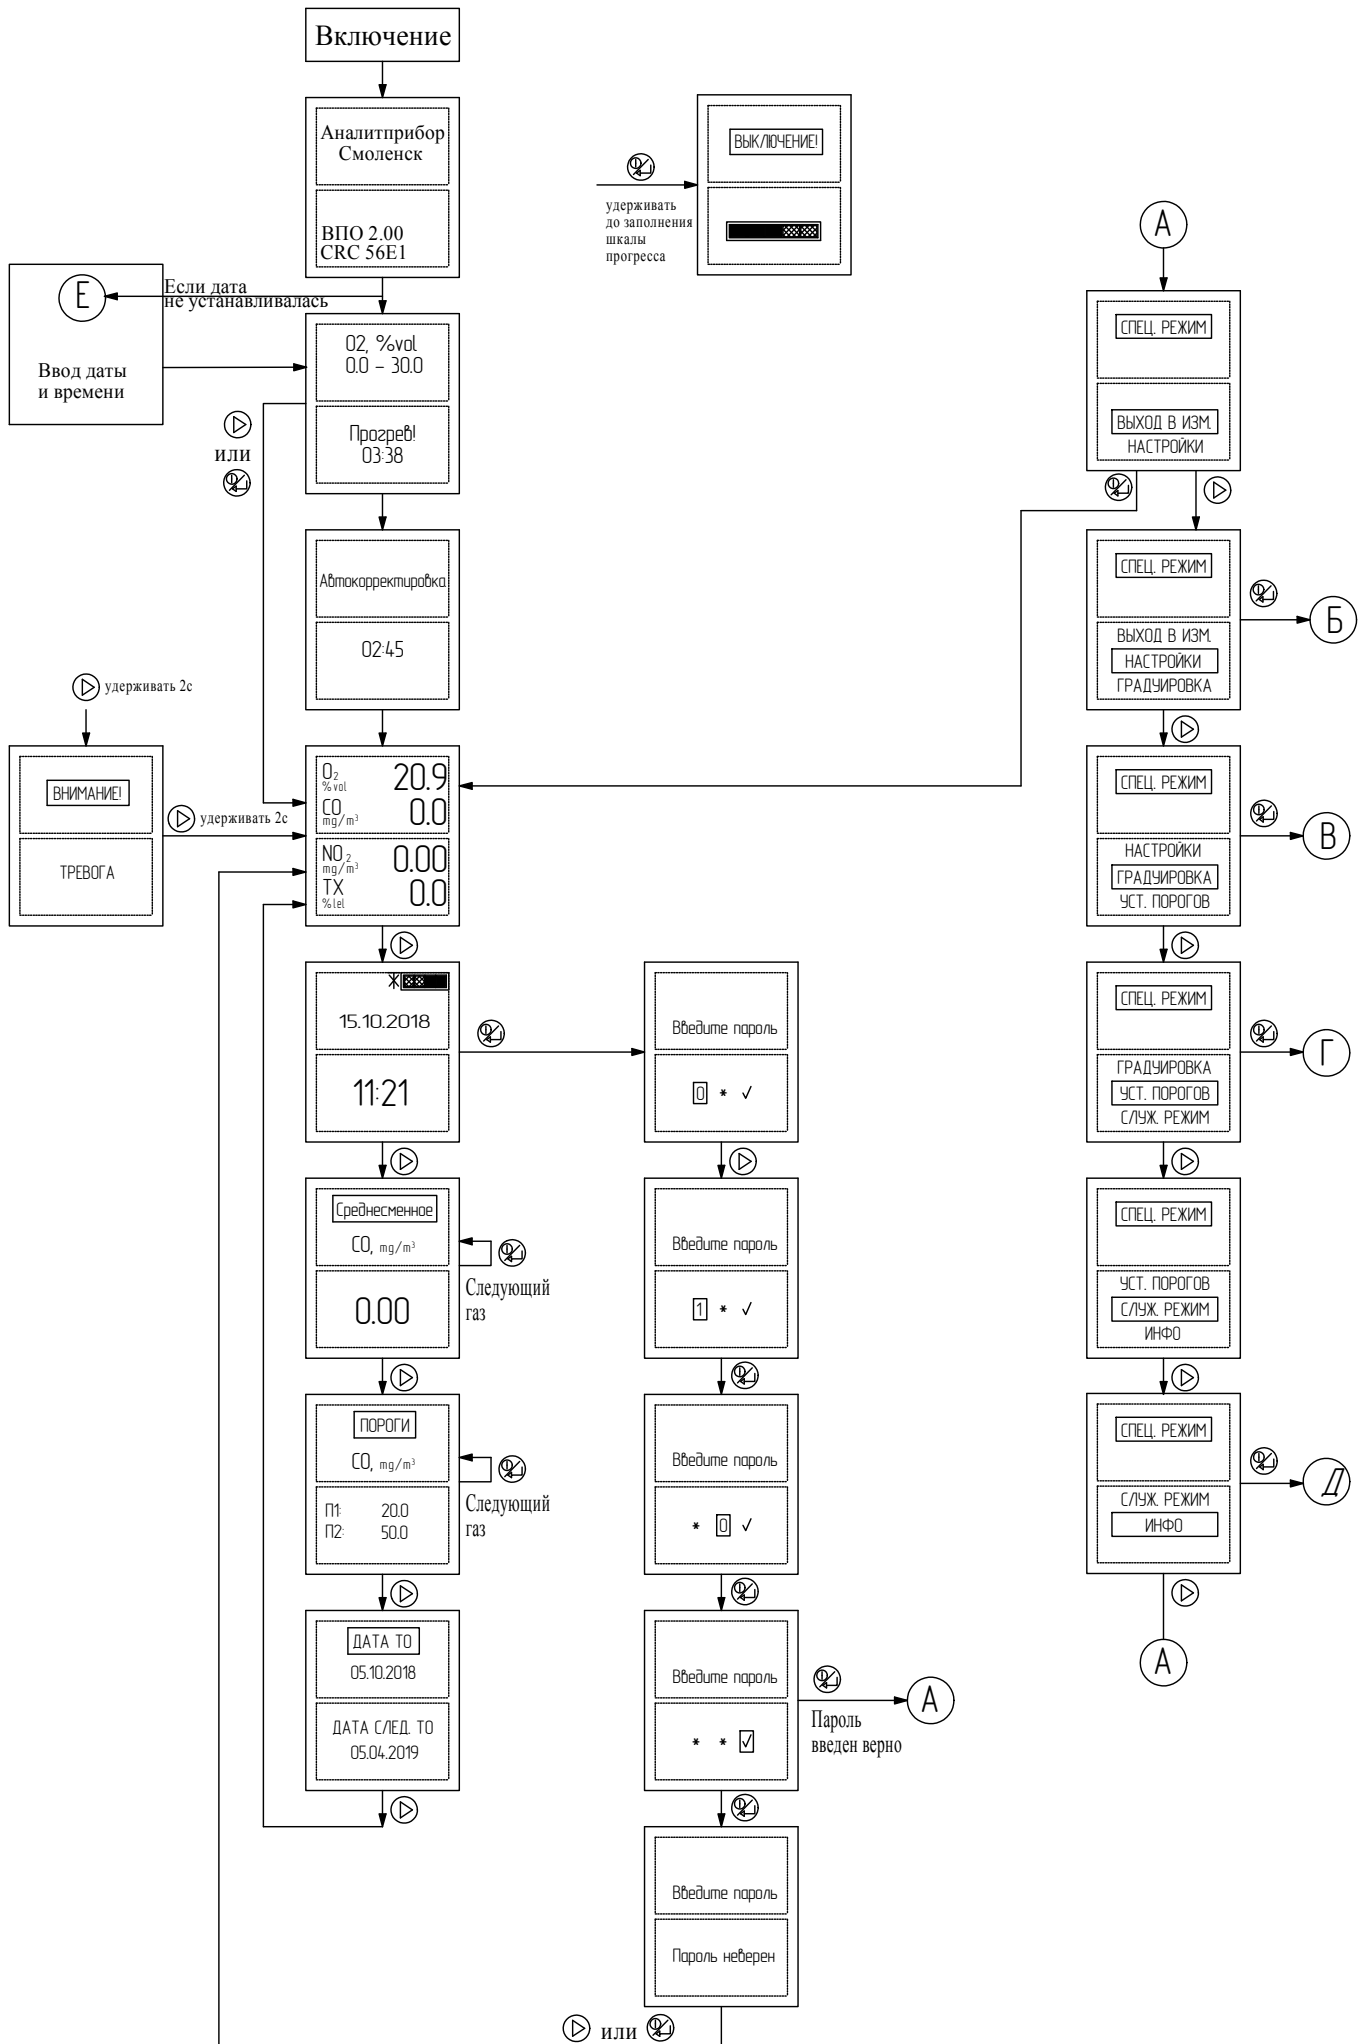 Включение
Аналитприбор
Смоленск
ВПО 2.00
CRC 56E1
ВЫКЛЮЧЕНИЕ!
удерживать
до заполнения
шкалы
прогресса
Е
Если дата
не устанавливалась
Ввод даты
и времени
O2, %vol
0.0 – 30.0
Прогрев!
03:38
или
Автокорректировка
02:45
удерживать 2с
ВНИМАНИЕ!
ТРЕВОГА
удерживать 2с
O₂ 20.9
%vol
CO 0.0
mg/m³
NO₂ 0.00
mg/m³
TX 0.0
%lel
15.10.2018
11:21
Среднесменное
CO, mg/m³
0.00
Следующий
газ
ПОРОГИ
CO, mg/m³
П1: 20.0
П2: 50.0
Следующий
газ
ДАТА ТО
05.10.2018
ДАТА СЛЕД. ТО
05.04.2019
Введите пароль
0 * ✓
Введите пароль
1 * ✓
Введите пароль
* 0 ✓
Введите пароль
* * ✓
Пароль
введен верно
А
Введите пароль
Пароль неверен
или
А
СПЕЦ. РЕЖИМ
ВЫХОД В ИЗМ.
НАСТРОЙКИ
СПЕЦ. РЕЖИМ
ВЫХОД В ИЗМ.
НАСТРОЙКИ
ГРАДУИРОВКА
Б
СПЕЦ. РЕЖИМ
НАСТРОЙКИ
ГРАДУИРОВКА
УСТ. ПОРОГОВ
В
СПЕЦ. РЕЖИМ
ГРАДУИРОВКА
УСТ. ПОРОГОВ
СЛУЖ. РЕЖИМ
Г
СПЕЦ. РЕЖИМ
УСТ. ПОРОГОВ
СЛУЖ. РЕЖИМ
ИНФО
СПЕЦ. РЕЖИМ
СЛУЖ. РЕЖИМ
ИНФО
Д
А